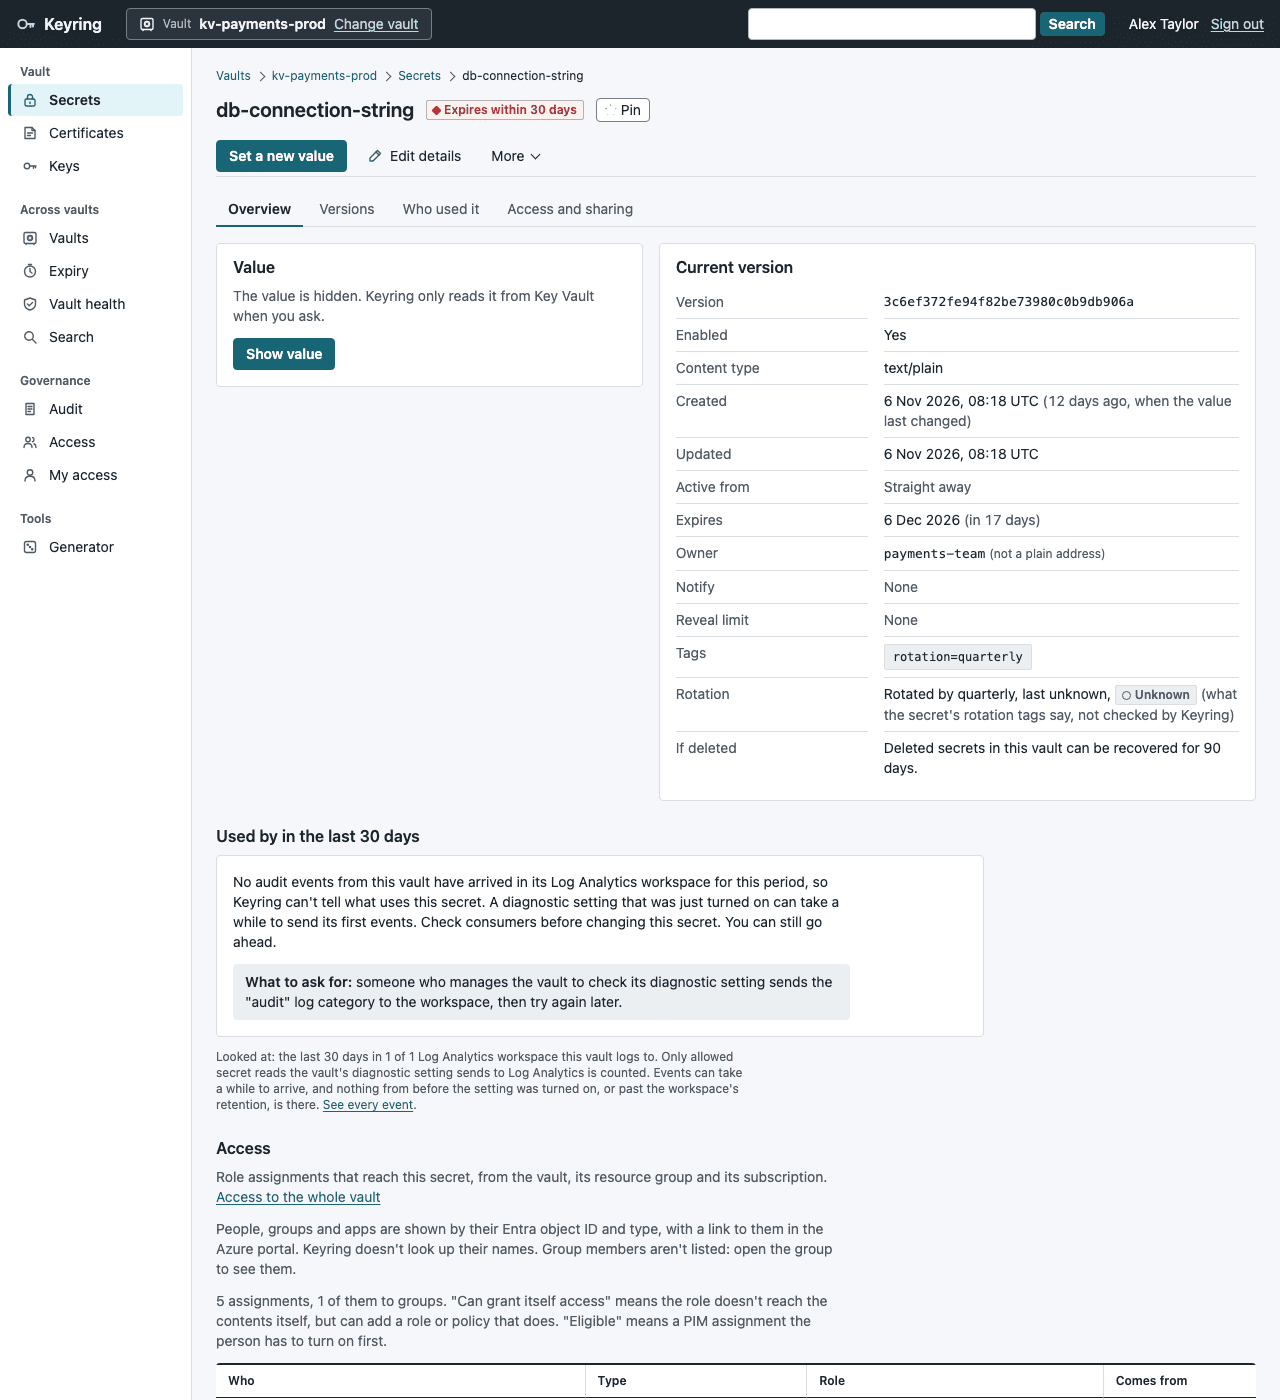 Keyring
Vault kv-payments-prod Change vault
Search
Alex Taylor Sign out
Vault
Secrets
Certificates
Keys
Across vaults
Vaults
Expiry
Vault health
Search
Governance
Audit
Access
My access
Tools
Generator
Vaults > kv-payments-prod > Secrets > db-connection-string
db-connection-string
Expires within 30 days
Pin
Set a new value
Edit details
More
Overview
Versions
Who used it
Access and sharing
Value
The value is hidden. Keyring only reads it from Key Vault
when you ask.
Show value
Current version
Version 3c6ef372fe94f82be73980c0b9db906a
Enabled Yes
Content type text/plain
Created 6 Nov 2026, 08:18 UTC (12 days ago, when the value
last changed)
Updated 6 Nov 2026, 08:18 UTC
Active from Straight away
Expires 6 Dec 2026 (in 17 days)
Owner payments-team (not a plain address)
Notify None
Reveal limit None
Tags rotation=quarterly
Rotation Rotated by quarterly, last unknown, Unknown (what
the secret's rotation tags say, not checked by Keyring)
If deleted Deleted secrets in this vault can be recovered for 90
days.
Used by in the last 30 days
No audit events from this vault have arrived in its Log Analytics workspace for this period, so
Keyring can't tell what uses this secret. A diagnostic setting that was just turned on can take a
while to send its first events. Check consumers before changing this secret. You can still go
ahead.
What to ask for: someone who manages the vault to check its diagnostic setting sends the
"audit" log category to the workspace, then try again later.
Looked at: the last 30 days in 1 of 1 Log Analytics workspace this vault logs to. Only allowed
secret reads the vault's diagnostic setting sends to Log Analytics is counted. Events can take
a while to arrive, and nothing from before the setting was turned on, or past the workspace's
retention, is there. See every event.
Access
Role assignments that reach this secret, from the vault, its resource group and its subscription.
Access to the whole vault
People, groups and apps are shown by their Entra object ID and type, with a link to them in the
Azure portal. Keyring doesn't look up their names. Group members aren't listed: open the group
to see them.
5 assignments, 1 of them to groups. "Can grant itself access" means the role doesn't reach the
contents itself, but can add a role or policy that does. "Eligible" means a PIM assignment the
person has to turn on first.
Who Type Role Comes from